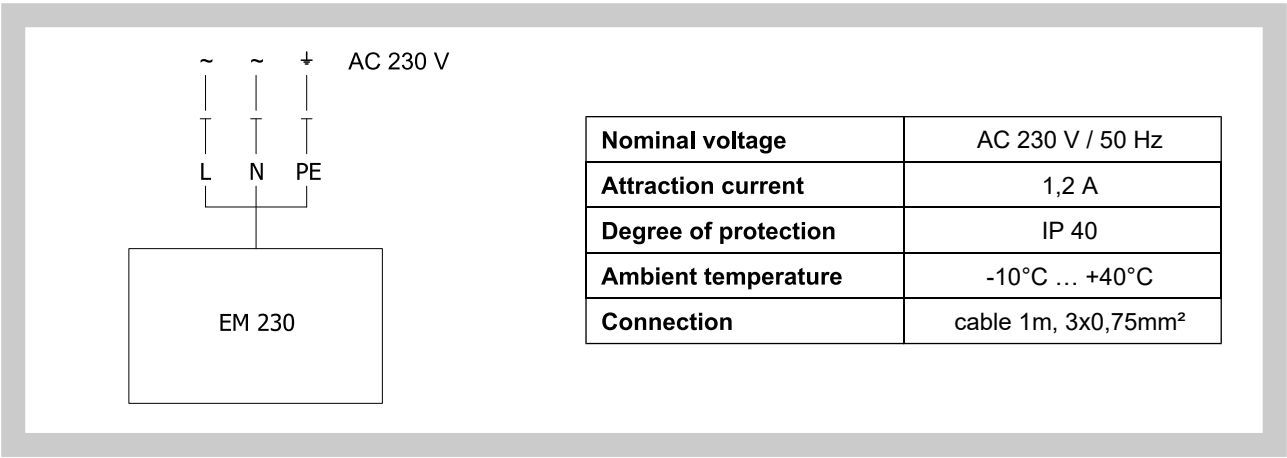 ~ ~ ⏚ AC 230 V
L N PE
EM 230
Nominal voltage AC 230 V / 50 Hz
Attraction current 1,2 A
Degree of protection IP 40
Ambient temperature -10°C … +40°C
Connection cable 1m, 3x0,75mm²